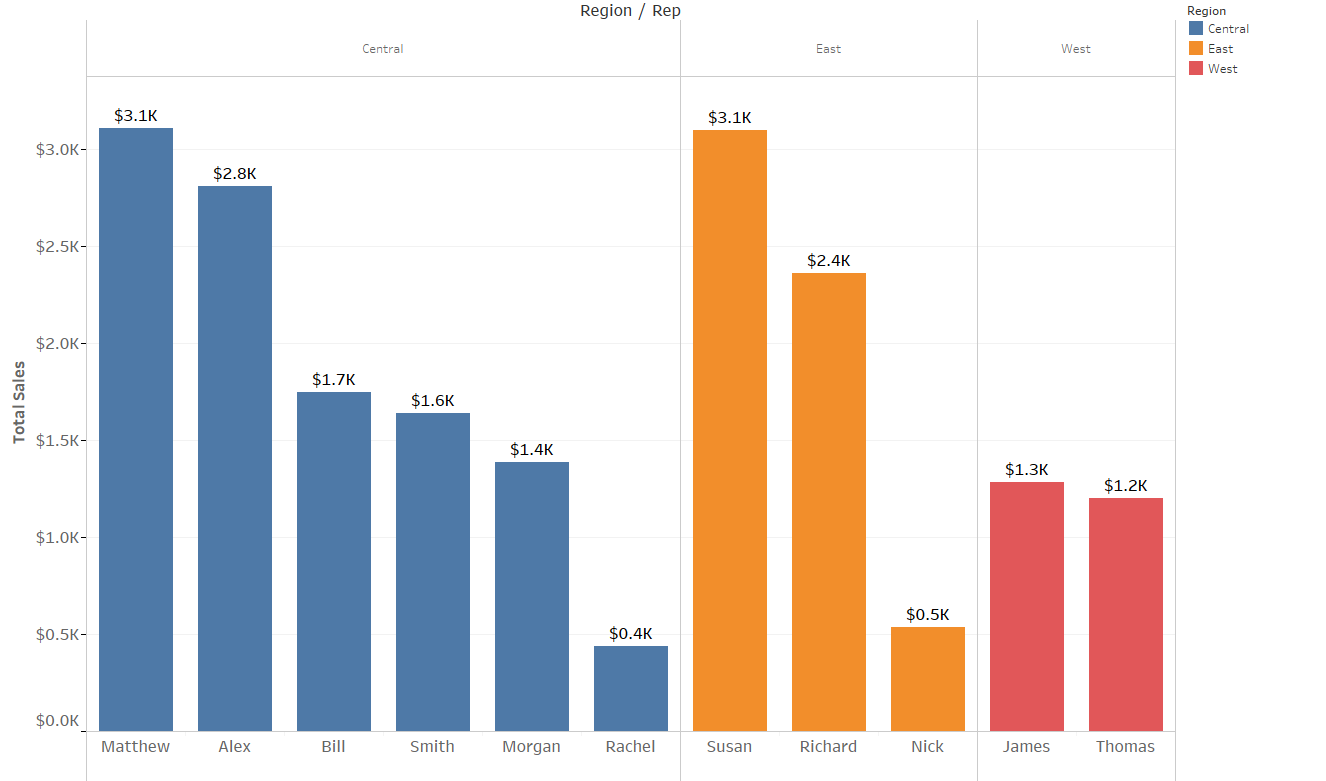 Region / Rep
Central
East
West
Region
Central
East
West
Total Sales
$3.0K
$2.5K
$2.0K
$1.5K
$1.0K
$0.5K
$0.0K
$3.1K
$2.8K
$1.7K
$1.6K
$1.4K
$0.4K
$3.1K
$2.4K
$0.5K
$1.3K
$1.2K
Matthew
Alex
Bill
Smith
Morgan
Rachel
Susan
Richard
Nick
James
Thomas